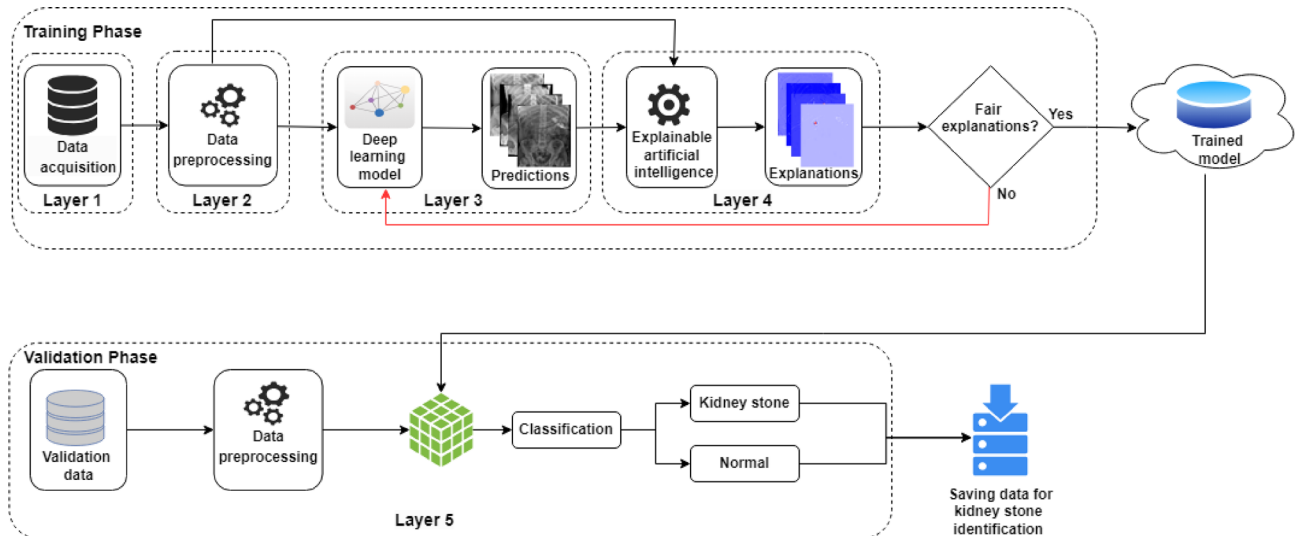 Training Phase
Data
acquisition
Layer 1
Data
preprocessing
Layer 2
Deep
learning
model
Predictions
Layer 3
Explainable
artificial
intelligence
Explanations
Layer 4
Fair
explanations?
Yes
No
Trained
model
Validation Phase
Validation
data
Data
preprocessing
Classification
Kidney stone
Normal
Layer 5
Saving data for
kidney stone
identification